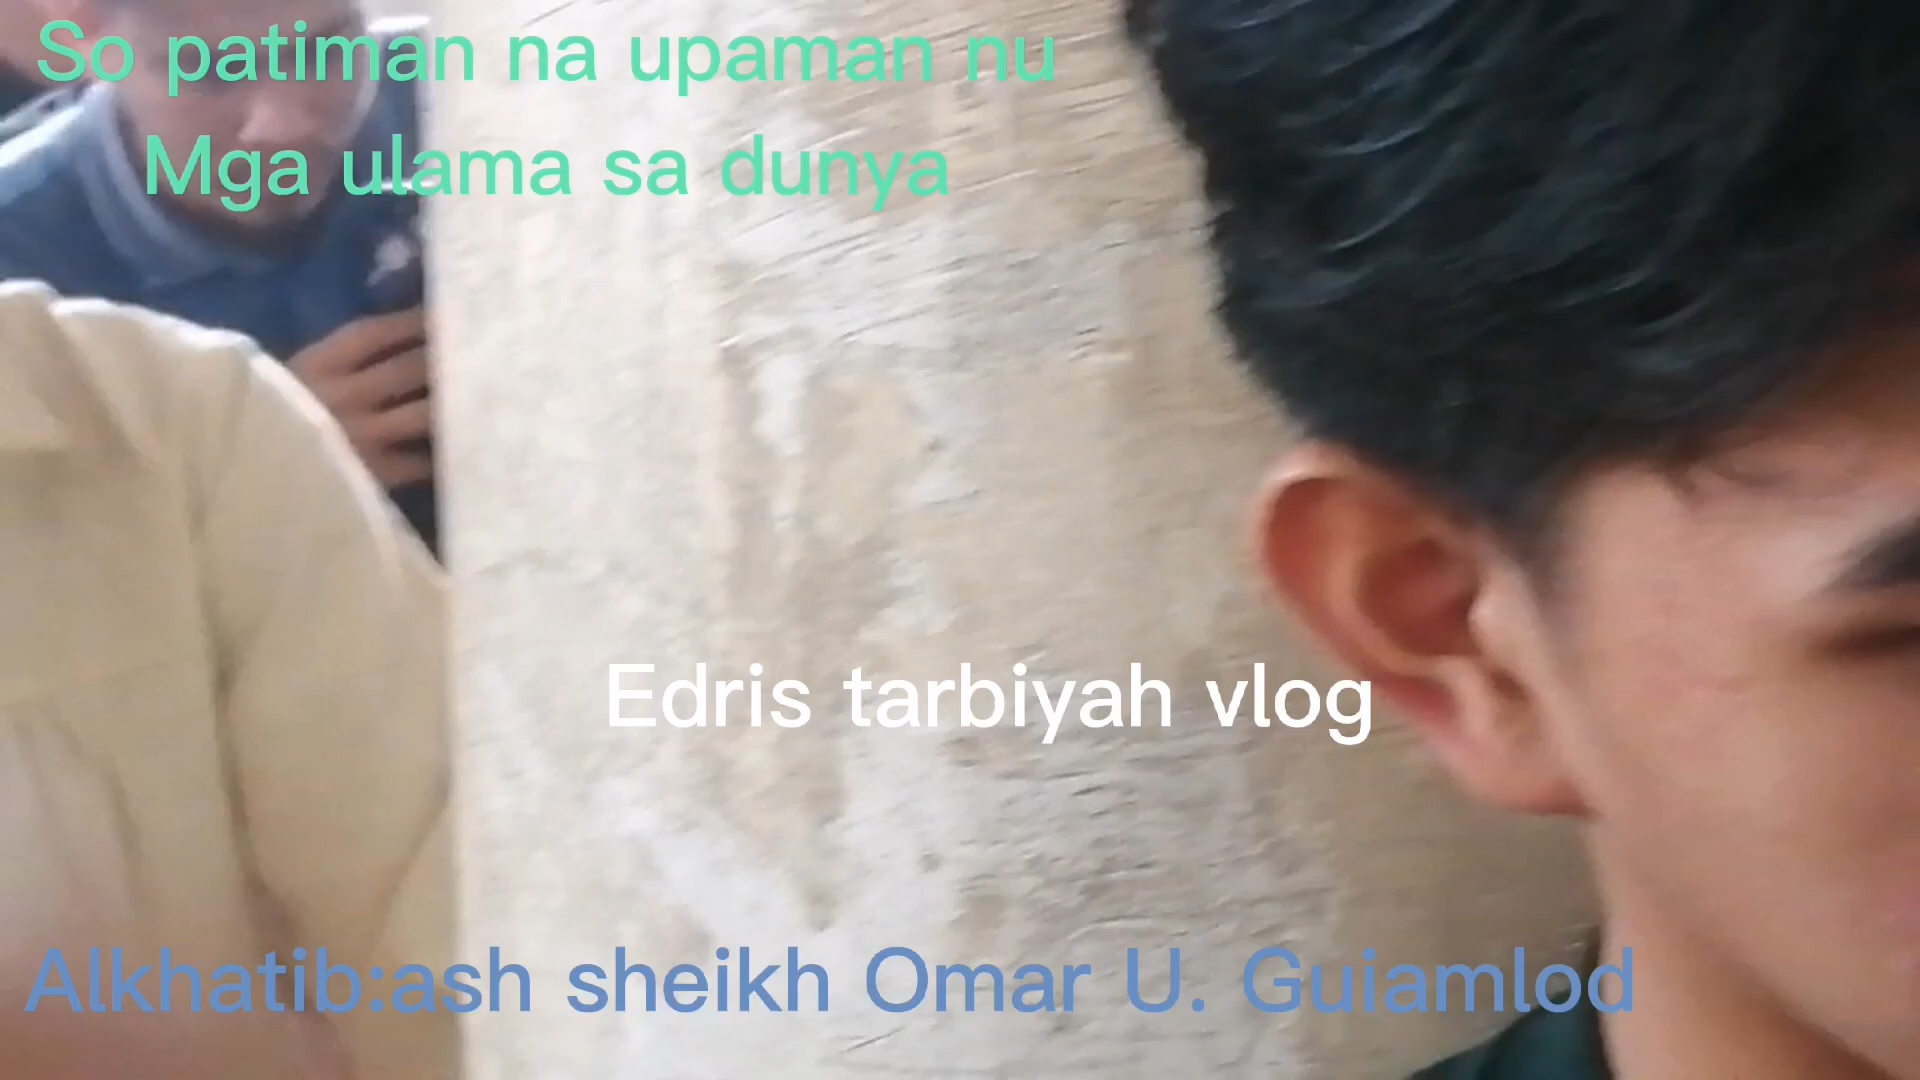 So patiman na upaman nu
Mga ulama sa dunya
Edris tarbiyah vlog
Alkhatib:ash sheikh Omar U. Guiamlod